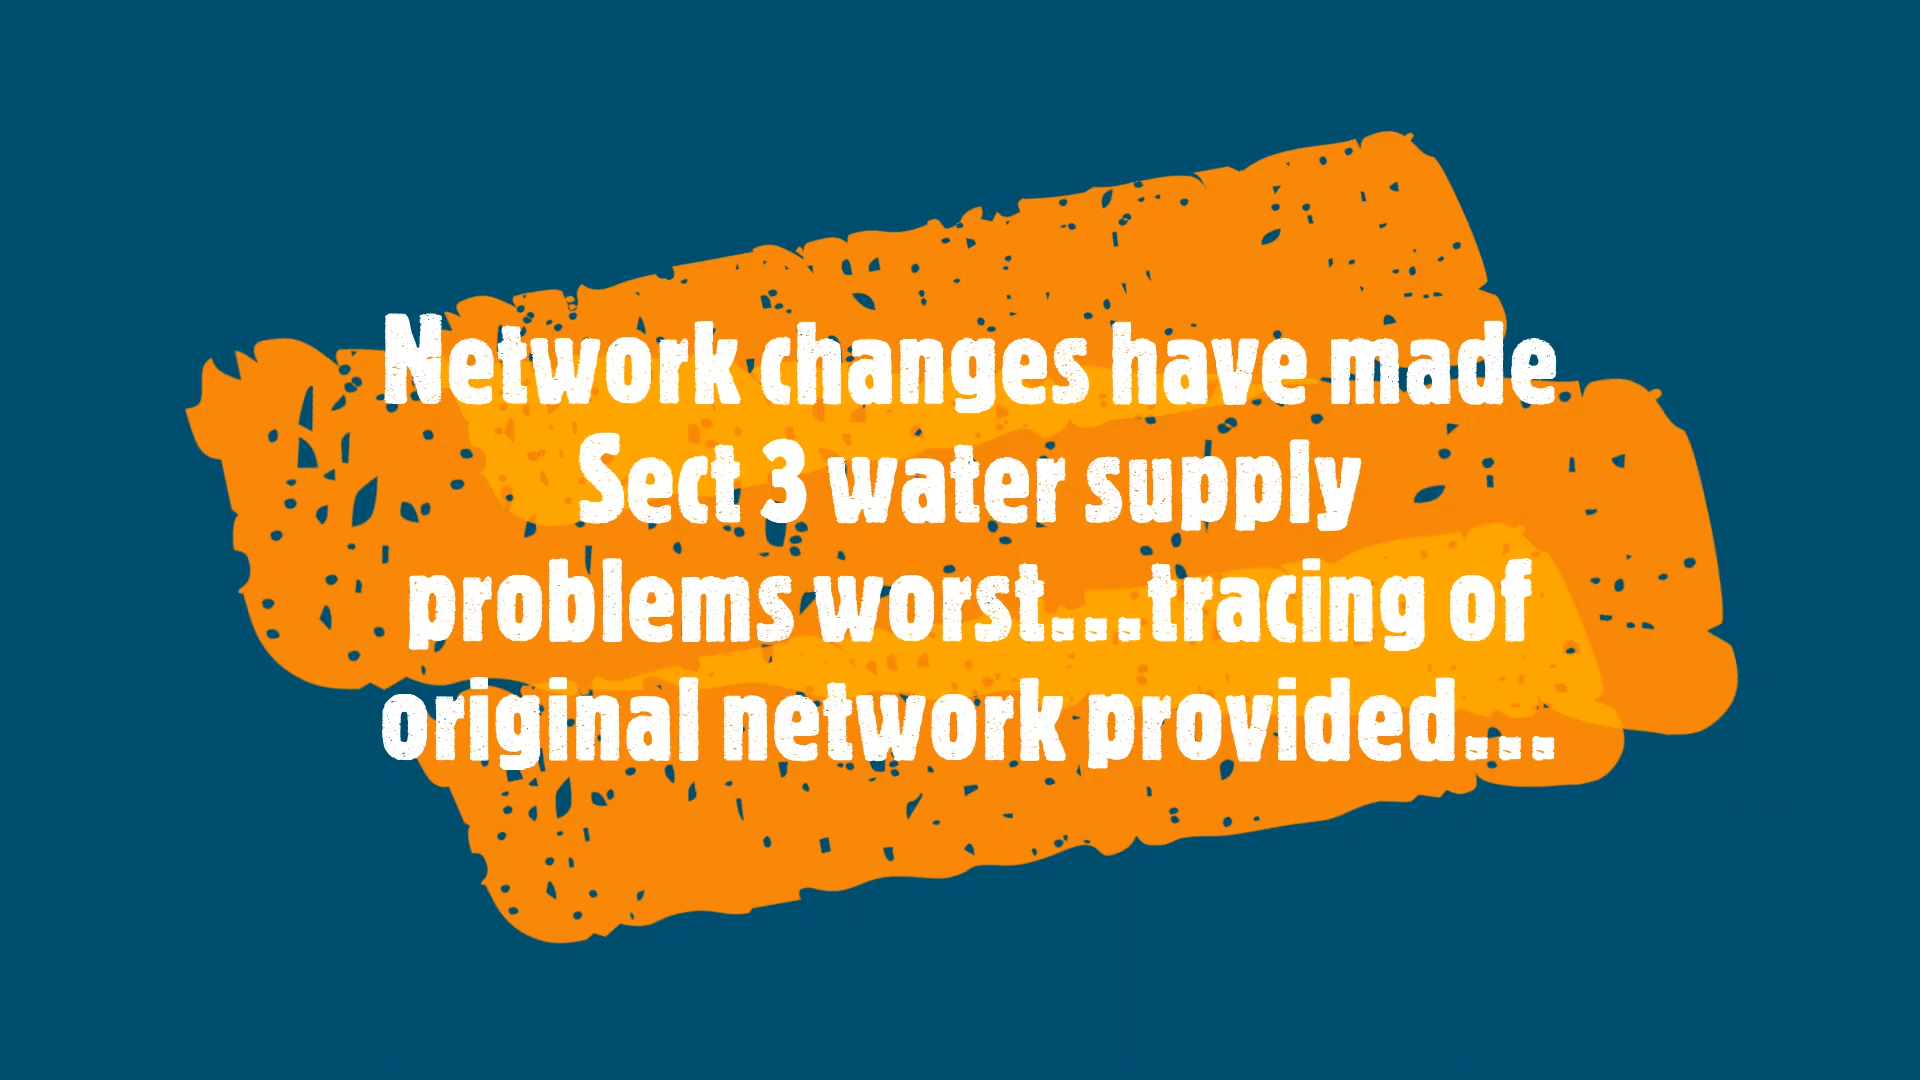 Network changes have made
Sect 3 water supply
problems worst...tracing of
original network provided...